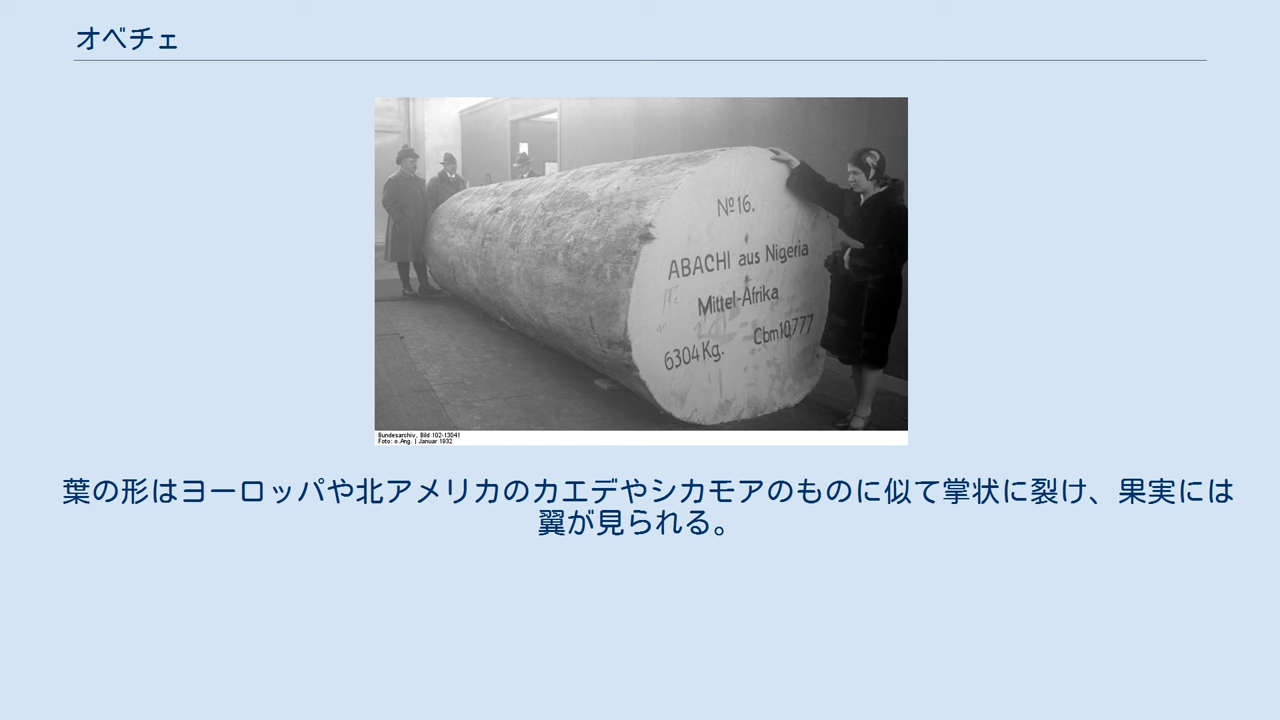 オベチェ
№16.
ABACHI aus Nigeria
Mittel-Afrika
6304 Kg. Cbm 10,777
Bundesarchiv, Bild 102-13041
Foto: o.Ang. | Januar 1932
葉の形はヨーロッパや北アメリカのカエデやシカモアのものに似て掌状に裂け、果実には
翼が見られる。